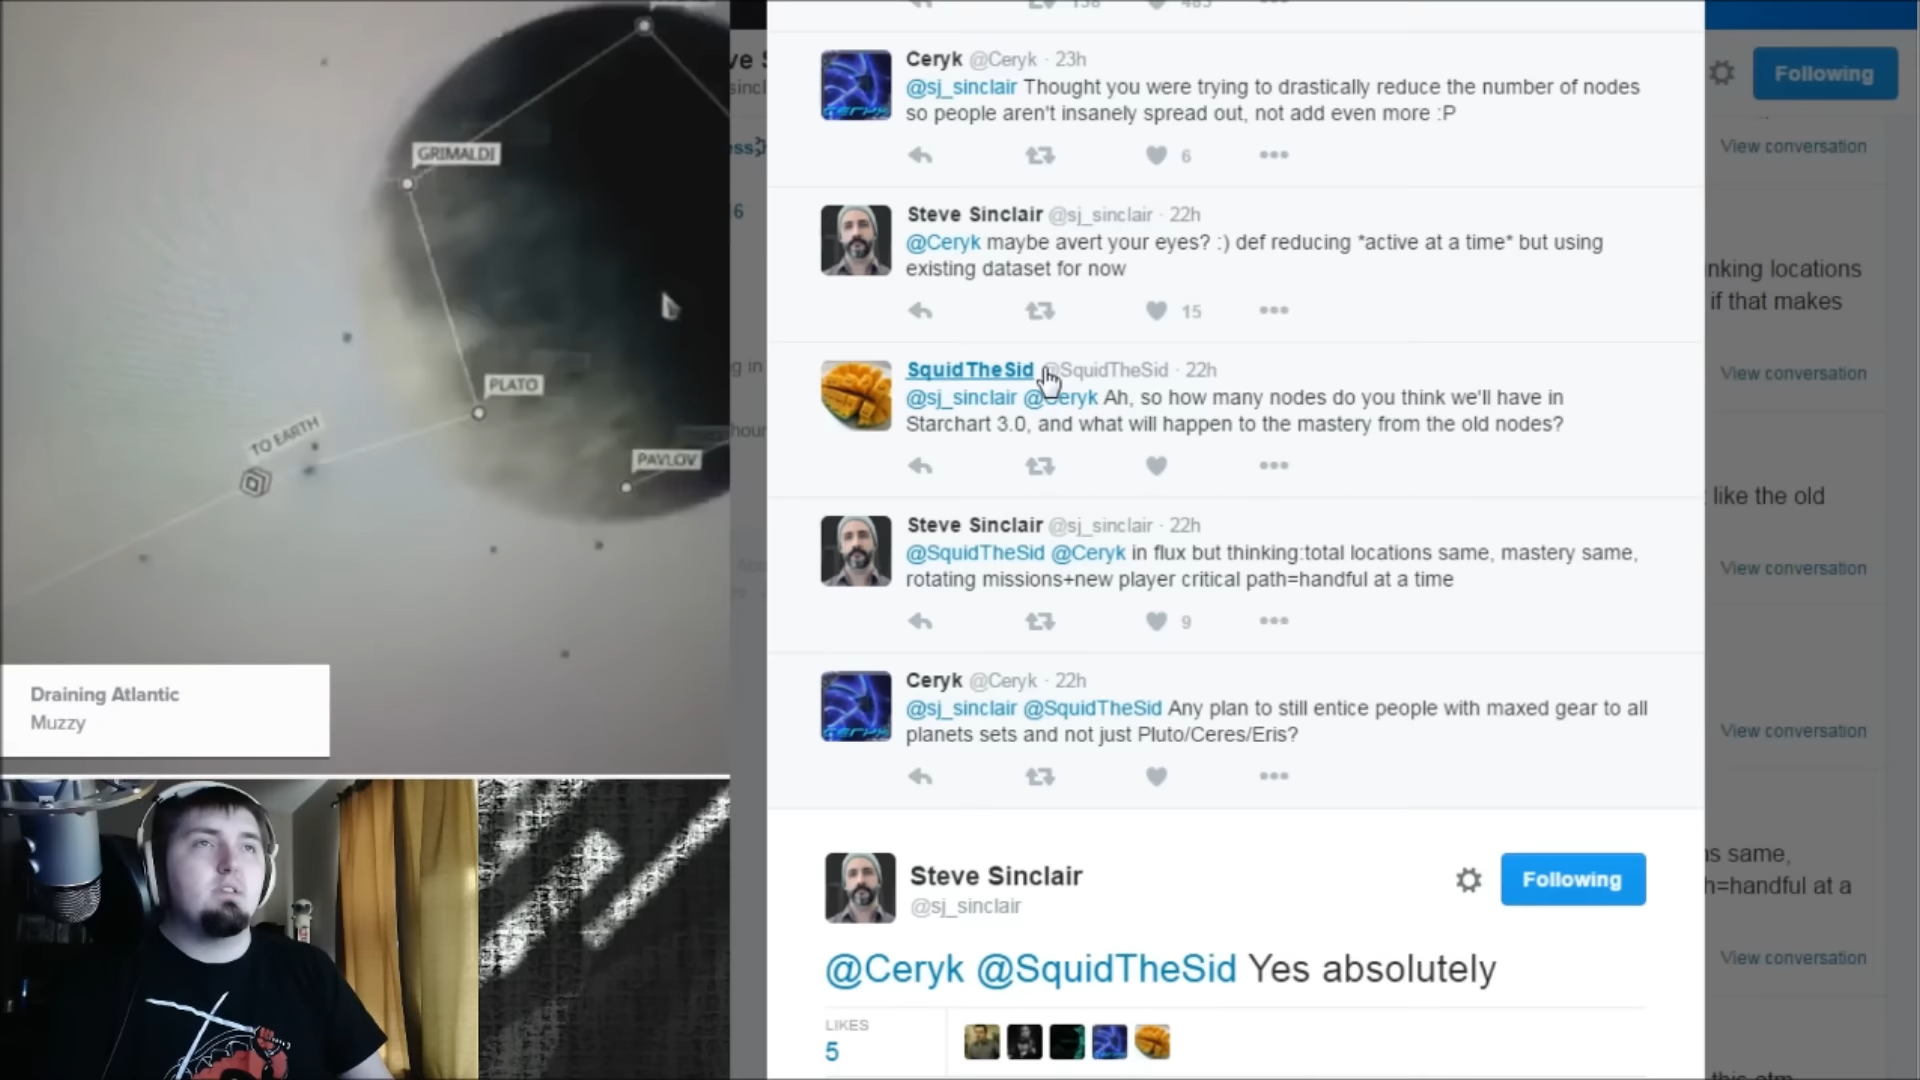 GRIMALDI
PLATO
TO EARTH
PAVLOV
Draining Atlantic
Muzzy
Ceryk @Ceryk · 23h
@sj_sinclair Thought you were trying to drastically reduce the number of nodes
so people aren't insanely spread out, not add even more :P
6
Steve Sinclair @sj_sinclair · 22h
@Ceryk maybe avert your eyes? :) def reducing *active at a time* but using
existing dataset for now
15
SquidTheSid @SquidTheSid · 22h
@sj_sinclair @Ceryk Ah, so how many nodes do you think we'll have in
Starchart 3.0, and what will happen to the mastery from the old nodes?
Steve Sinclair @sj_sinclair · 22h
@SquidTheSid @Ceryk in flux but thinking:total locations same, mastery same,
rotating missions+new player critical path=handful at a time
9
Ceryk @Ceryk · 22h
@sj_sinclair @SquidTheSid Any plan to still entice people with maxed gear to all
planets sets and not just Pluto/Ceres/Eris?
Steve Sinclair
@sj_sinclair
Following
@Ceryk @SquidTheSid Yes absolutely
LIKES
5
Following
View conversation
nking locations
if that makes
View conversation
like the old
View conversation
View conversation
s same,
h=handful at a
View conversation